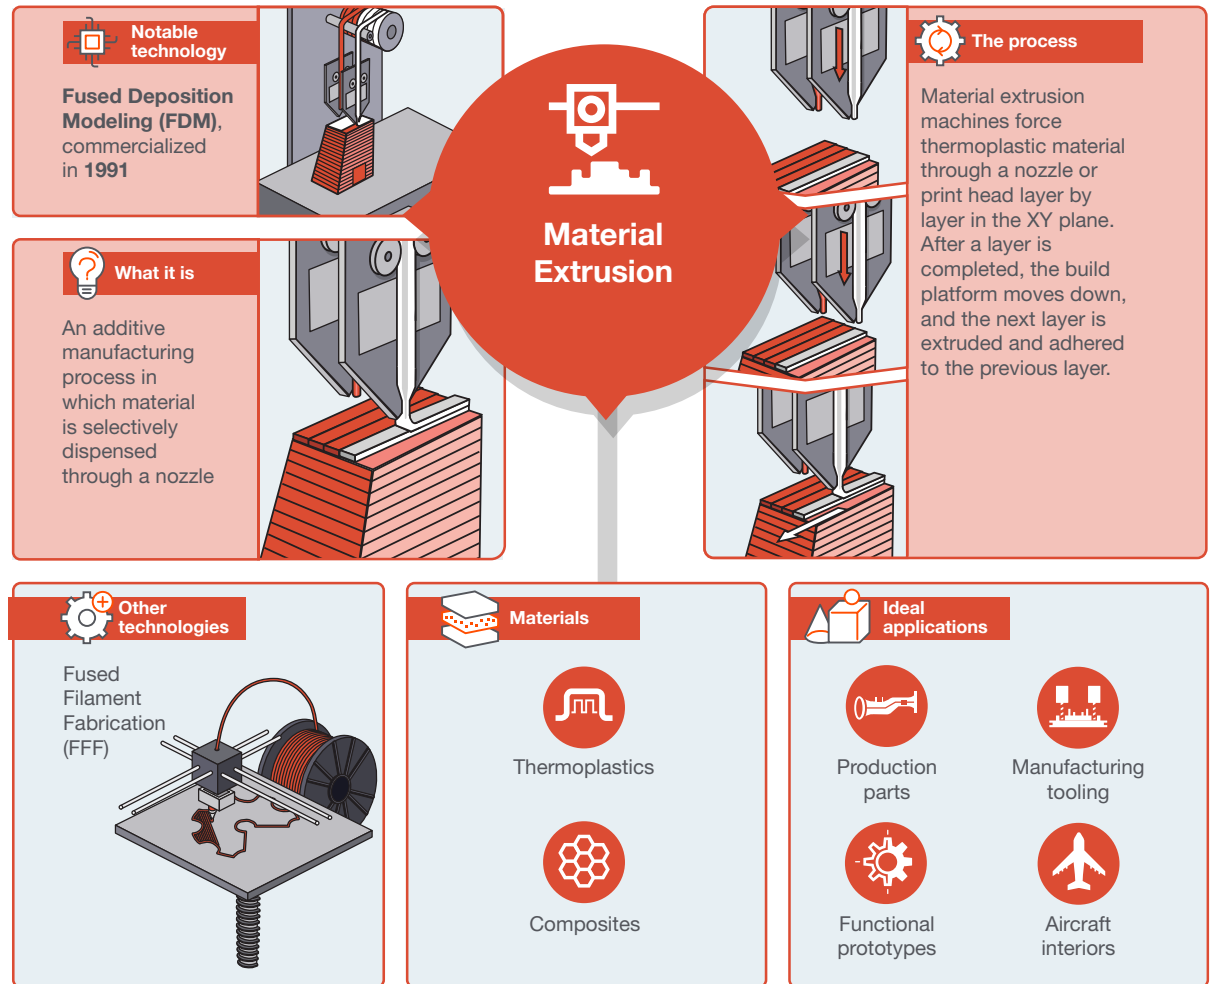 Notable
technology
Fused Deposition
Modeling (FDM),
commercialized
in 1991
What it is
An additive
manufacturing
process in
which material
is selectively
dispensed
through a nozzle
Material
Extrusion
The process
Material extrusion
machines force
thermoplastic material
through a nozzle or
print head layer by
layer in the XY plane.
After a layer is
completed, the build
platform moves down,
and the next layer is
extruded and adhered
to the previous layer.
Other
technologies
Fused
Filament
Fabrication
(FFF)
Materials
Thermoplastics
Composites
Ideal
applications
Production
parts
Manufacturing
tooling
Functional
prototypes
Aircraft
interiors